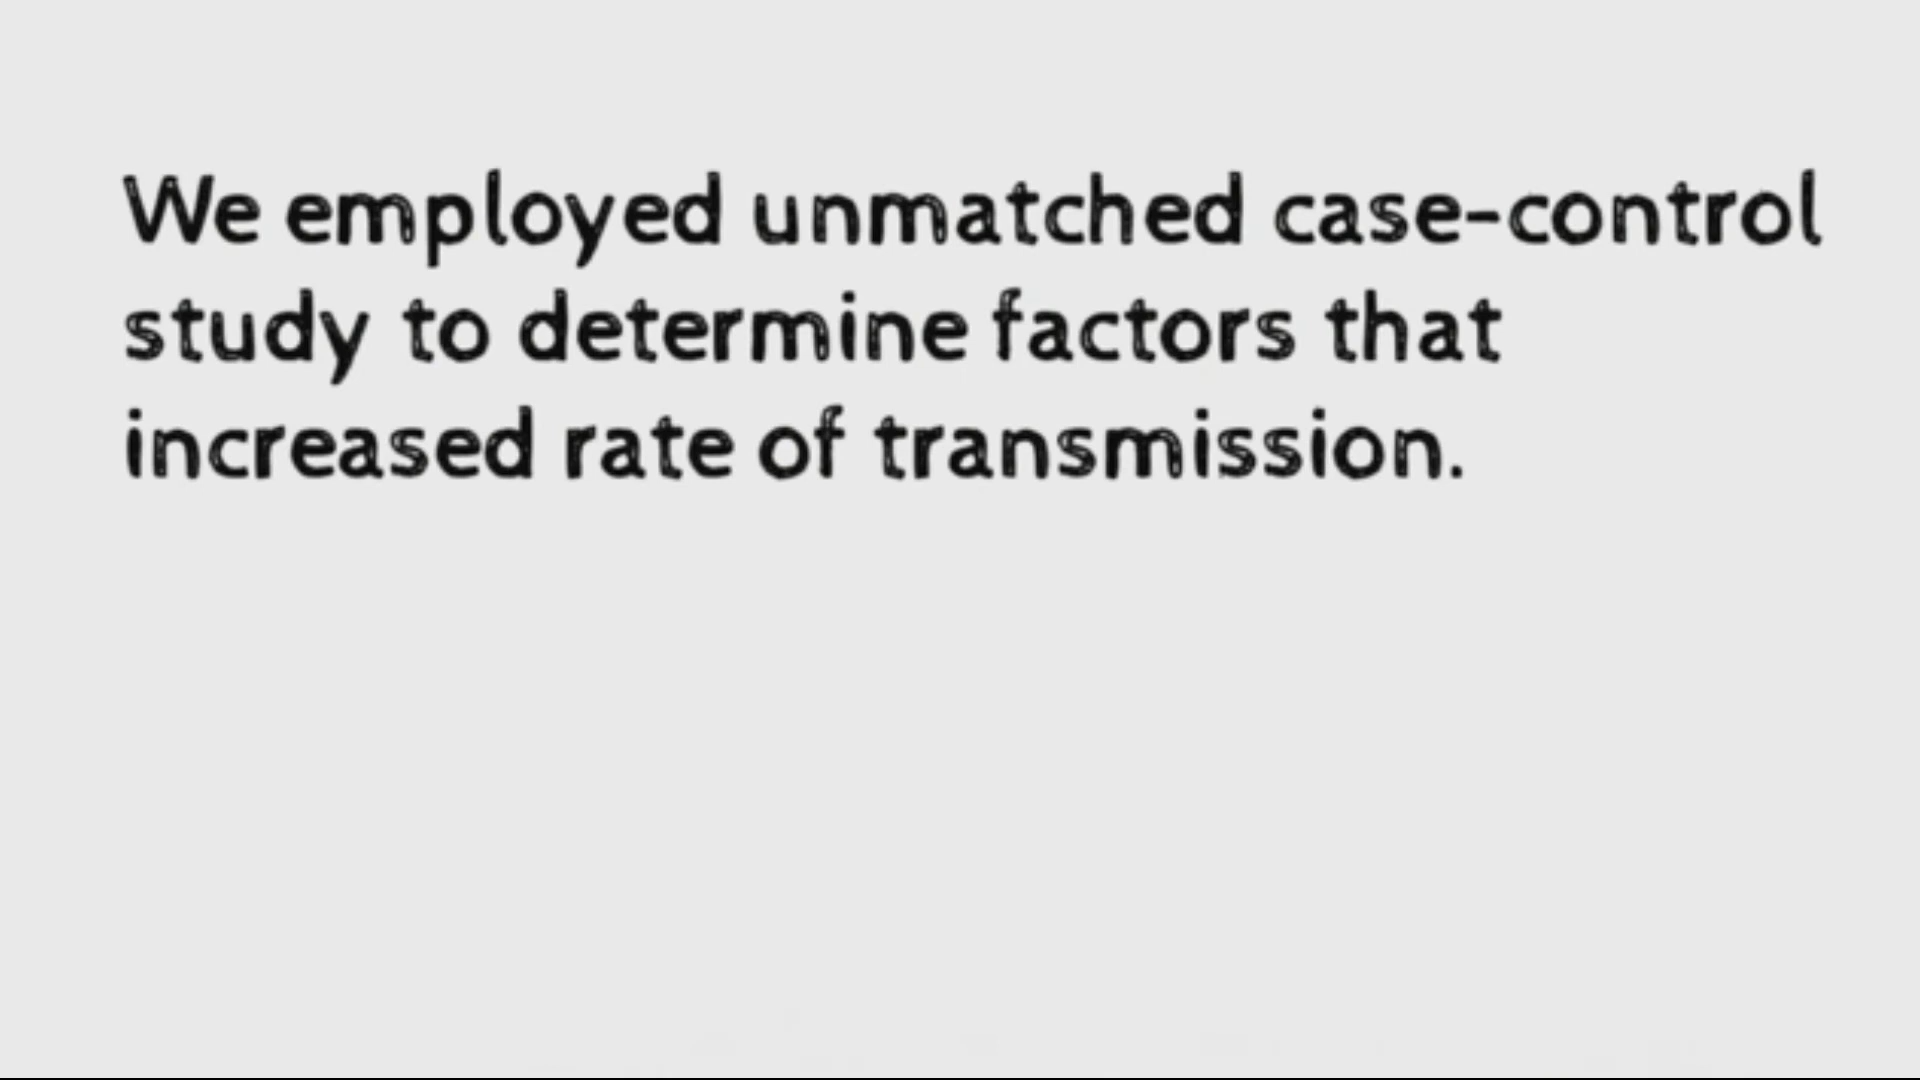 We employed unmatched case-control
study to determine factors that
increased rate of transmission.